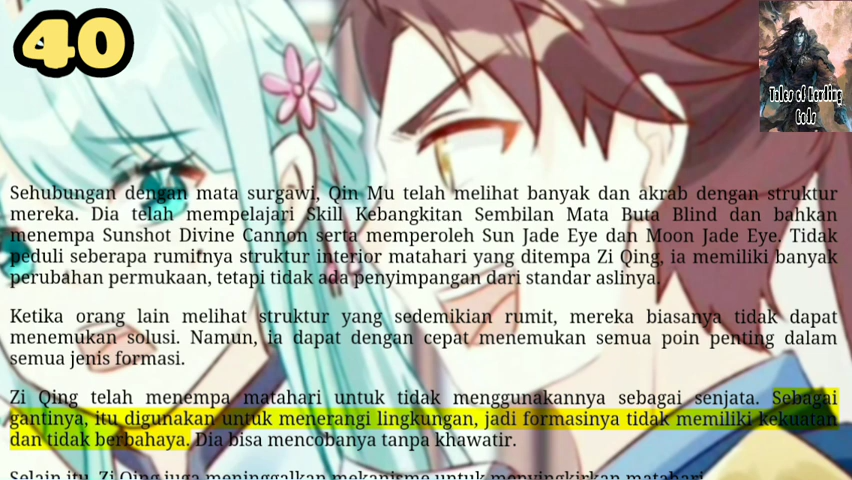 40
Tales of Herding
Gods
Sehubungan dengan mata surgawi, Qin Mu telah melihat banyak dan akrab dengan struktur
mereka. Dia telah mempelajari Skill Kebangkitan Sembilan Mata Buta Blind dan bahkan
menempa Sunshot Divine Cannon serta memperoleh Sun Jade Eye dan Moon Jade Eye. Tidak
peduli seberapa rumitnya struktur interior matahari yang ditempa Zi Qing, ia memiliki banyak
perubahan permukaan, tetapi tidak ada penyimpangan dari standar aslinya.
Ketika orang lain melihat struktur yang sedemikian rumit, mereka biasanya tidak dapat
menemukan solusi. Namun, ia dapat dengan cepat menemukan semua poin penting dalam
semua jenis formasi.
Zi Qing telah menempa matahari untuk tidak menggunakannya sebagai senjata. Sebagai
gantinya, itu digunakan untuk menerangi lingkungan, jadi formasinya tidak memiliki kekuatan
dan tidak berbahaya. Dia bisa mencobanya tanpa khawatir.
Selain itu, Zi Qing juga meninggalkan mekanisme untuk menyingkirkan matahari